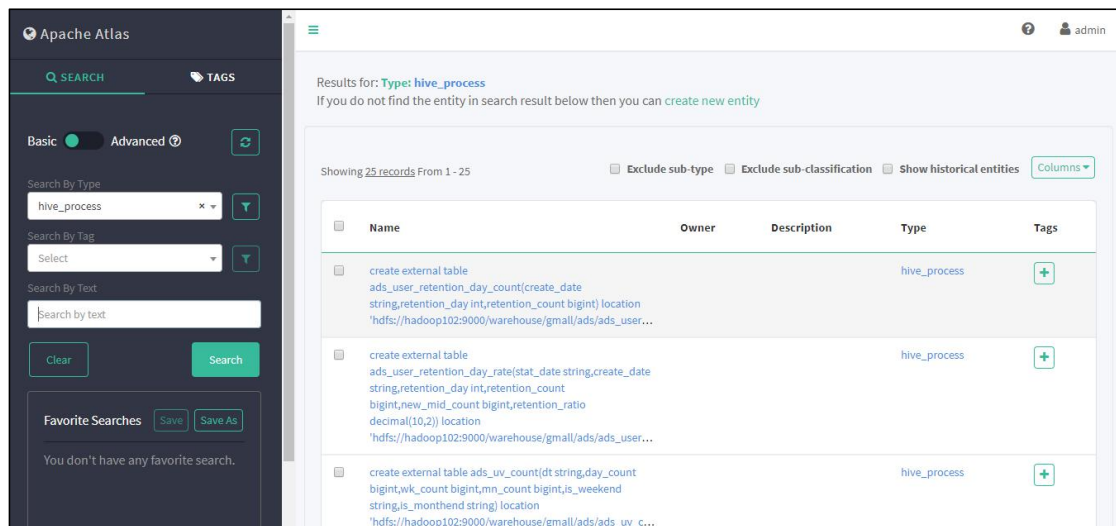 Apache Atlas
admin
SEARCH
TAGS
Basic
Advanced
Search By Type
hive_process
Search By Tag
Select
Search By Text
Search by text
Clear
Search
Favorite Searches
Save
Save As
You don't have any favorite search.
Results for: Type: hive_process
If you do not find the entity in search result below then you can create new entity
Showing 25 records From 1 - 25
Exclude sub-type
Exclude sub-classification
Show historical entities
Columns
Name Owner Description Type Tags
create external table
ads_user_retention_day_count(create_date
string,retention_day int,retention_count bigint) location
'hdfs://hadoop102:9000/warehouse/gmall/ads/ads_user...
hive_process
create external table
ads_user_retention_day_rate(stat_date string,create_date
string,retention_day int,retention_count
bigint,new_mid_count bigint,retention_ratio
decimal(10,2)) location
'hdfs://hadoop102:9000/warehouse/gmall/ads/ads_user...
hive_process
create external table ads_uv_count(dt string,day_count
bigint,wk_count bigint,mn_count bigint,is_weekend
string,is_monthend string) location
'hdfs://hadoop102:9000/warehouse/gmall/ads/ads_uv_c...
hive_process